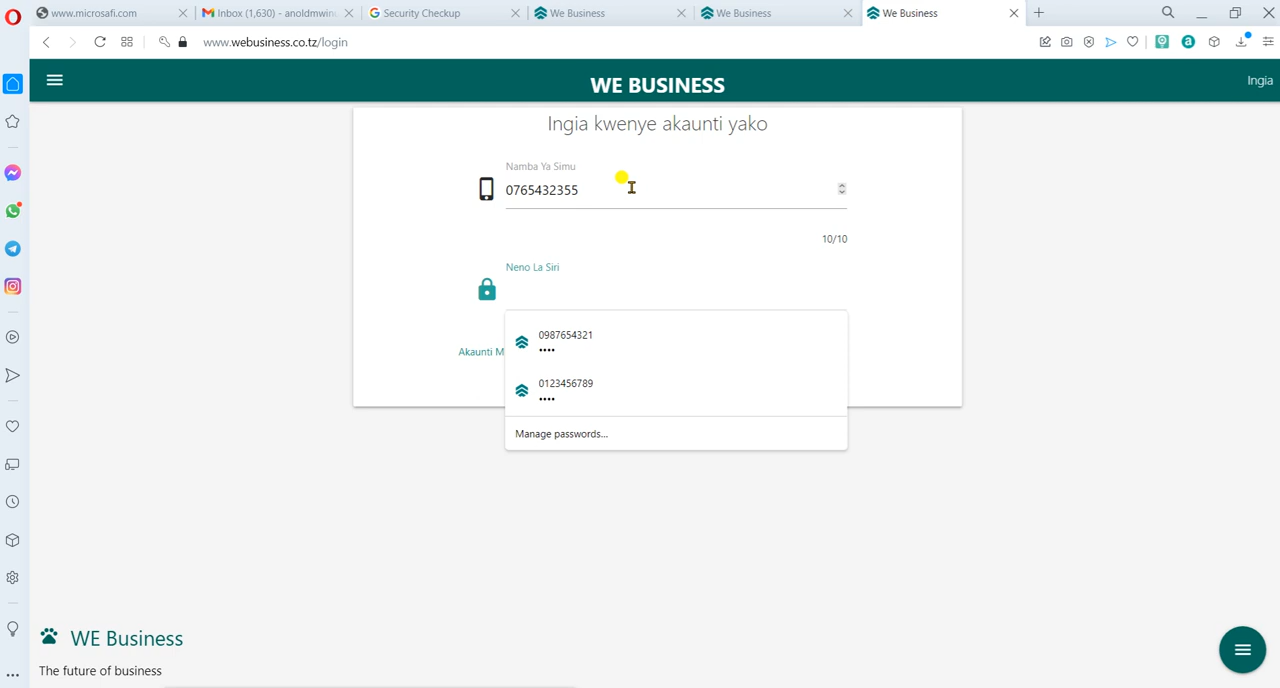 www.microsafi.com
Inbox (1,630) - anoldmwinu
Security Checkup
We Business
We Business
We Business
www.webusiness.co.tz/login
WE BUSINESS
Ingia
Ingia kwenye akaunti yako
Namba Ya Simu
0765432355
10/10
Neno La Siri
0987654321
••••
Akaunti M
0123456789
••••
Manage passwords...
WE Business
The future of business